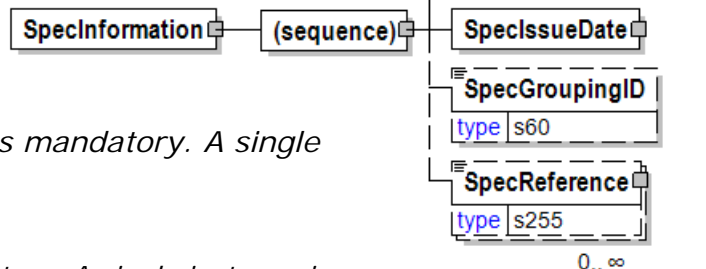 SpecInformation (sequence) SpecIssueDate
SpecGroupingID
type s60
s mandatory. A single
SpecReference
type s255
0..∞